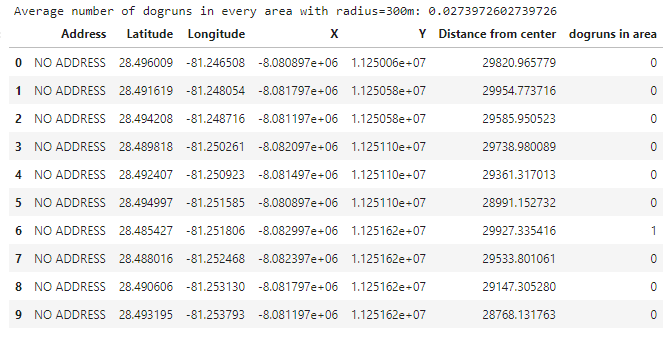 Average number of dogruns in every area with radius=300m: 0.0273972602739726
Address Latitude Longitude X Y Distance from center dogruns in area
0 NO ADDRESS 28.496009 -81.246508 -8.080897e+06 1.125006e+07 29820.965779 0
1 NO ADDRESS 28.491619 -81.248054 -8.081797e+06 1.125058e+07 29954.773716 0
2 NO ADDRESS 28.494208 -81.248716 -8.081197e+06 1.125058e+07 29585.950523 0
3 NO ADDRESS 28.489818 -81.250261 -8.082097e+06 1.125110e+07 29738.980089 0
4 NO ADDRESS 28.492407 -81.250923 -8.081497e+06 1.125110e+07 29361.317013 0
5 NO ADDRESS 28.494997 -81.251585 -8.080897e+06 1.125110e+07 28991.152732 0
6 NO ADDRESS 28.485427 -81.251806 -8.082997e+06 1.125162e+07 29927.335416 1
7 NO ADDRESS 28.488016 -81.252468 -8.082397e+06 1.125162e+07 29533.801061 0
8 NO ADDRESS 28.490606 -81.253130 -8.081797e+06 1.125162e+07 29147.305280 0
9 NO ADDRESS 28.493195 -81.253793 -8.081197e+06 1.125162e+07 28768.131763 0